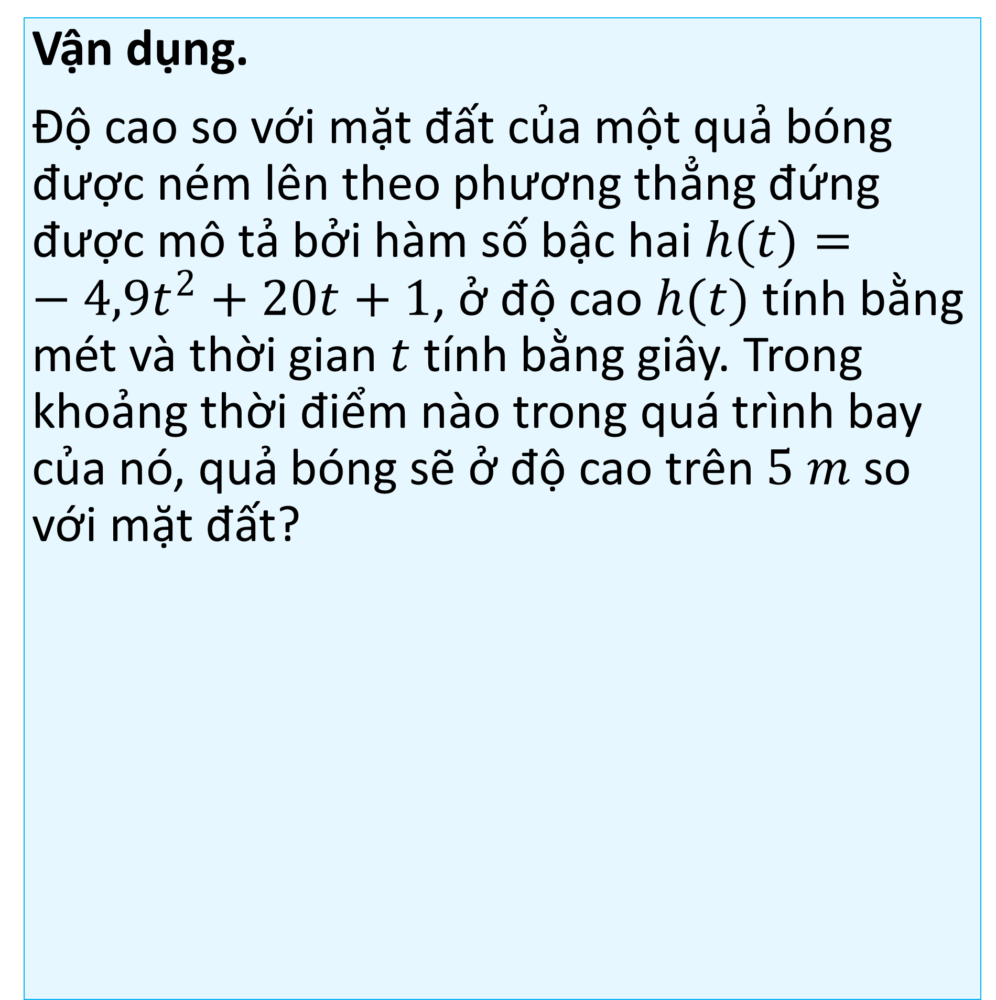 Vận dụng.
Độ cao so với mặt đất của một quả bóng
được ném lên theo phương thẳng đứng
được mô tả bởi hàm số bậc hai h(t) =
− 4,9t² + 20t + 1, ở độ cao h(t) tính bằng
mét và thời gian t tính bằng giây. Trong
khoảng thời điểm nào trong quá trình bay
của nó, quả bóng sẽ ở độ cao trên 5 m so
với mặt đất?